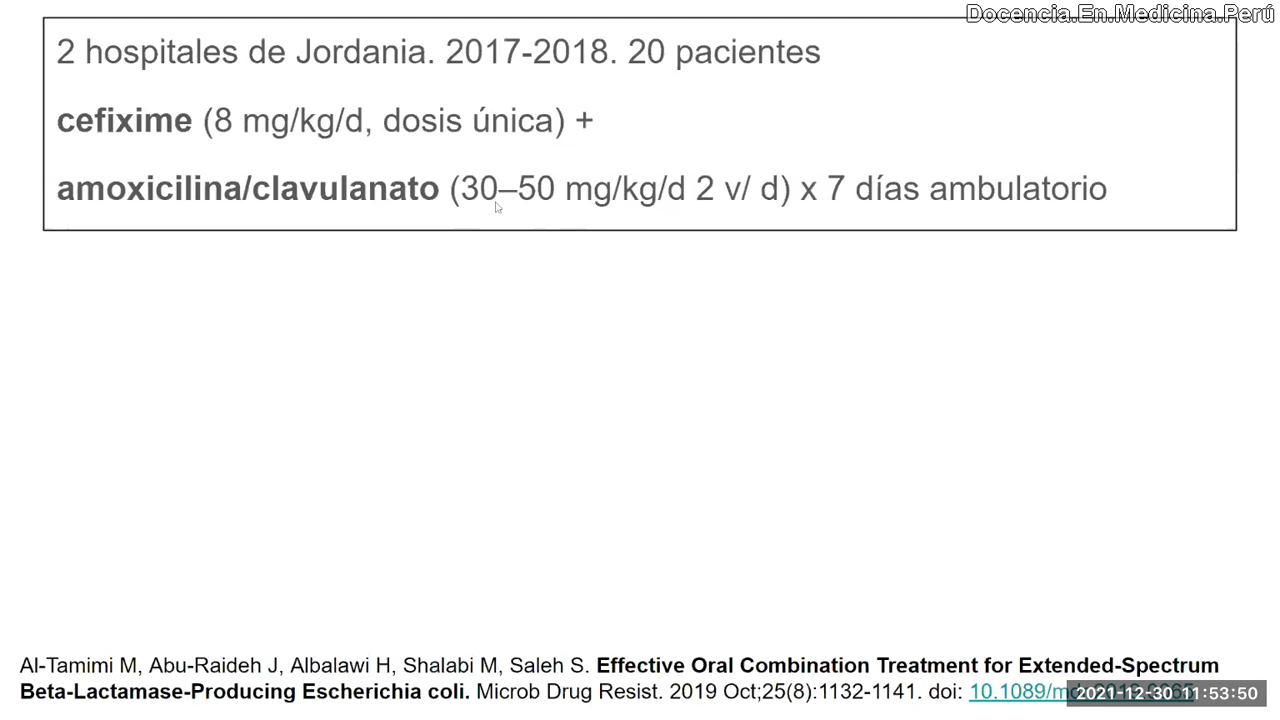 Docencia.En.Medicina.Perú
2 hospitales de Jordania. 2017-2018. 20 pacientes
cefixime (8 mg/kg/d, dosis única) +
amoxicilina/clavulanato (30–50 mg/kg/d 2 v/ d) x 7 días ambulatorio
Al-Tamimi M, Abu-Raideh J, Albalawi H, Shalabi M, Saleh S. Effective Oral Combination Treatment for Extended-Spectrum
Beta-Lactamase-Producing Escherichia coli. Microb Drug Resist. 2019 Oct;25(8):1132-1141. doi: 10.1089/m
2021-12-30 11:53:50